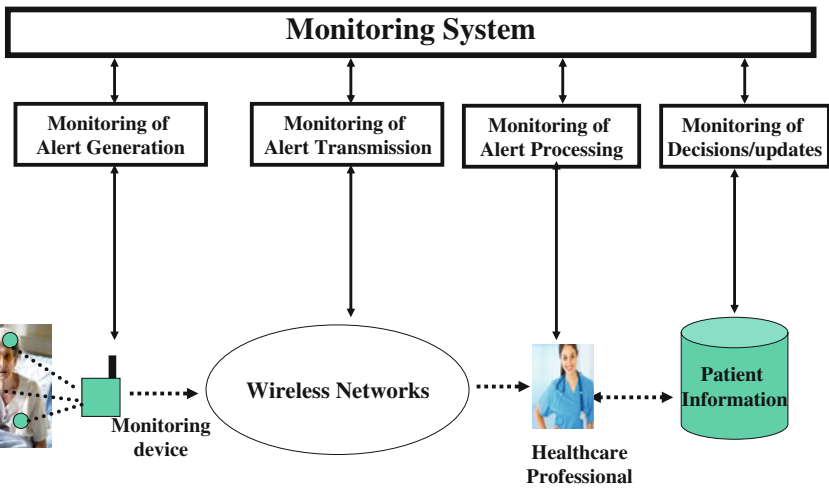 Monitoring System
Monitoring of
Alert Generation
Monitoring of
Alert Transmission
Monitoring of
Alert Processing
Monitoring of
Decisions/updates
Monitoring
device
Wireless Networks
Healthcare
Professional
Patient
Information